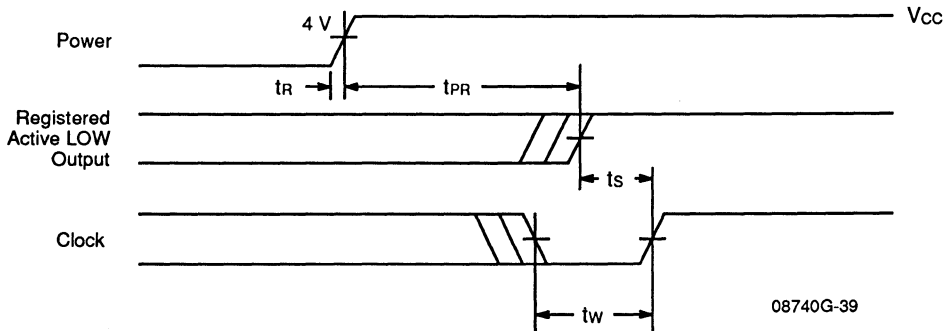 4 V
VCC
Power
tR
tPR
Registered
Active LOW
Output
tS
Clock
tW
08740G-39